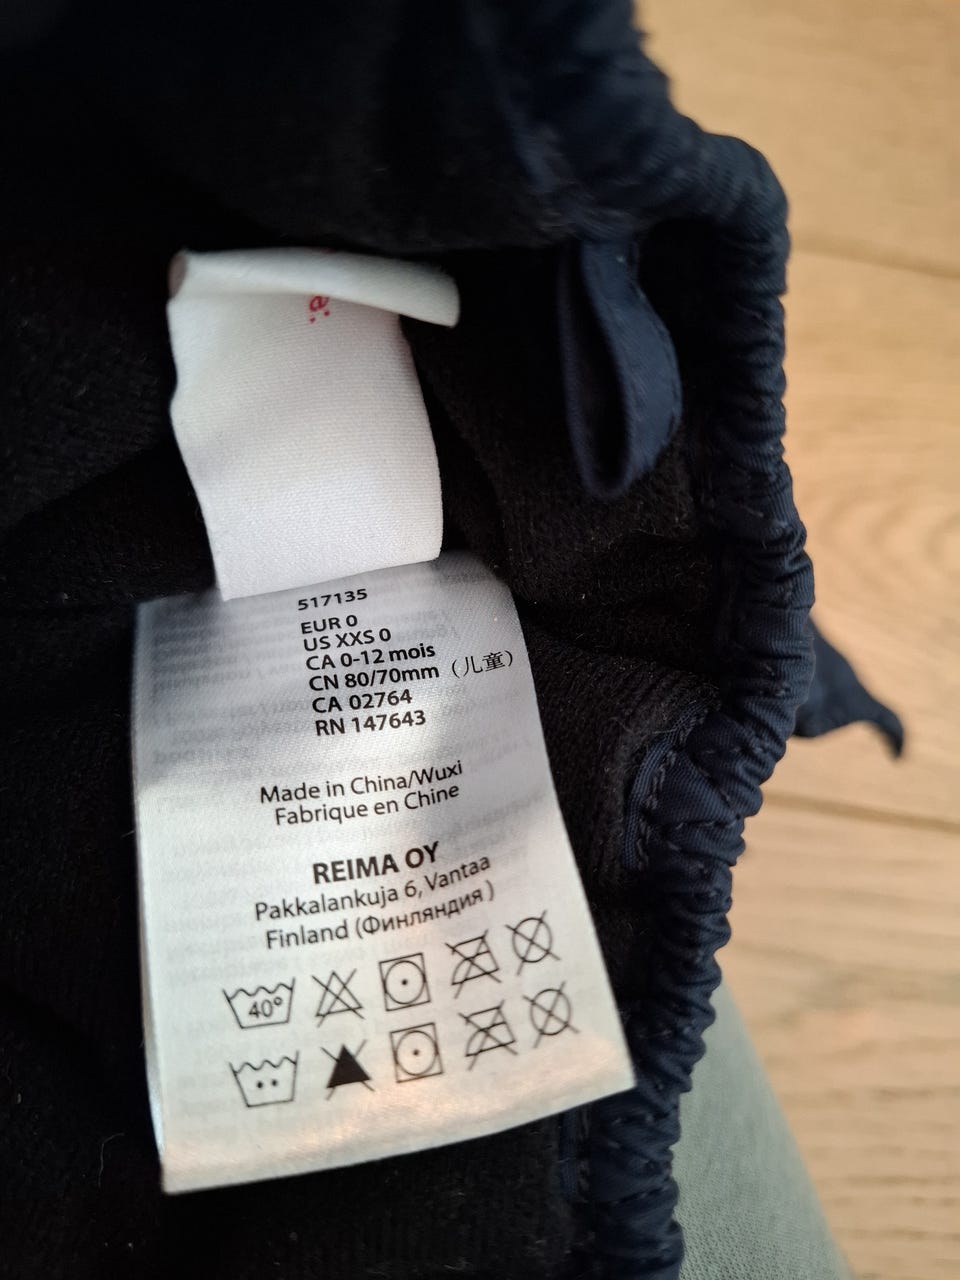 517135
EUR 0
US XXS 0
CA 0-12 mois
CN 80/70mm (儿童)
CA 02764
RN 147643
Made in China/Wuxi
Fabrique en Chine
REIMA OY
Pakkalankuja 6, Vantaa
Finland (Финляндия )
40°